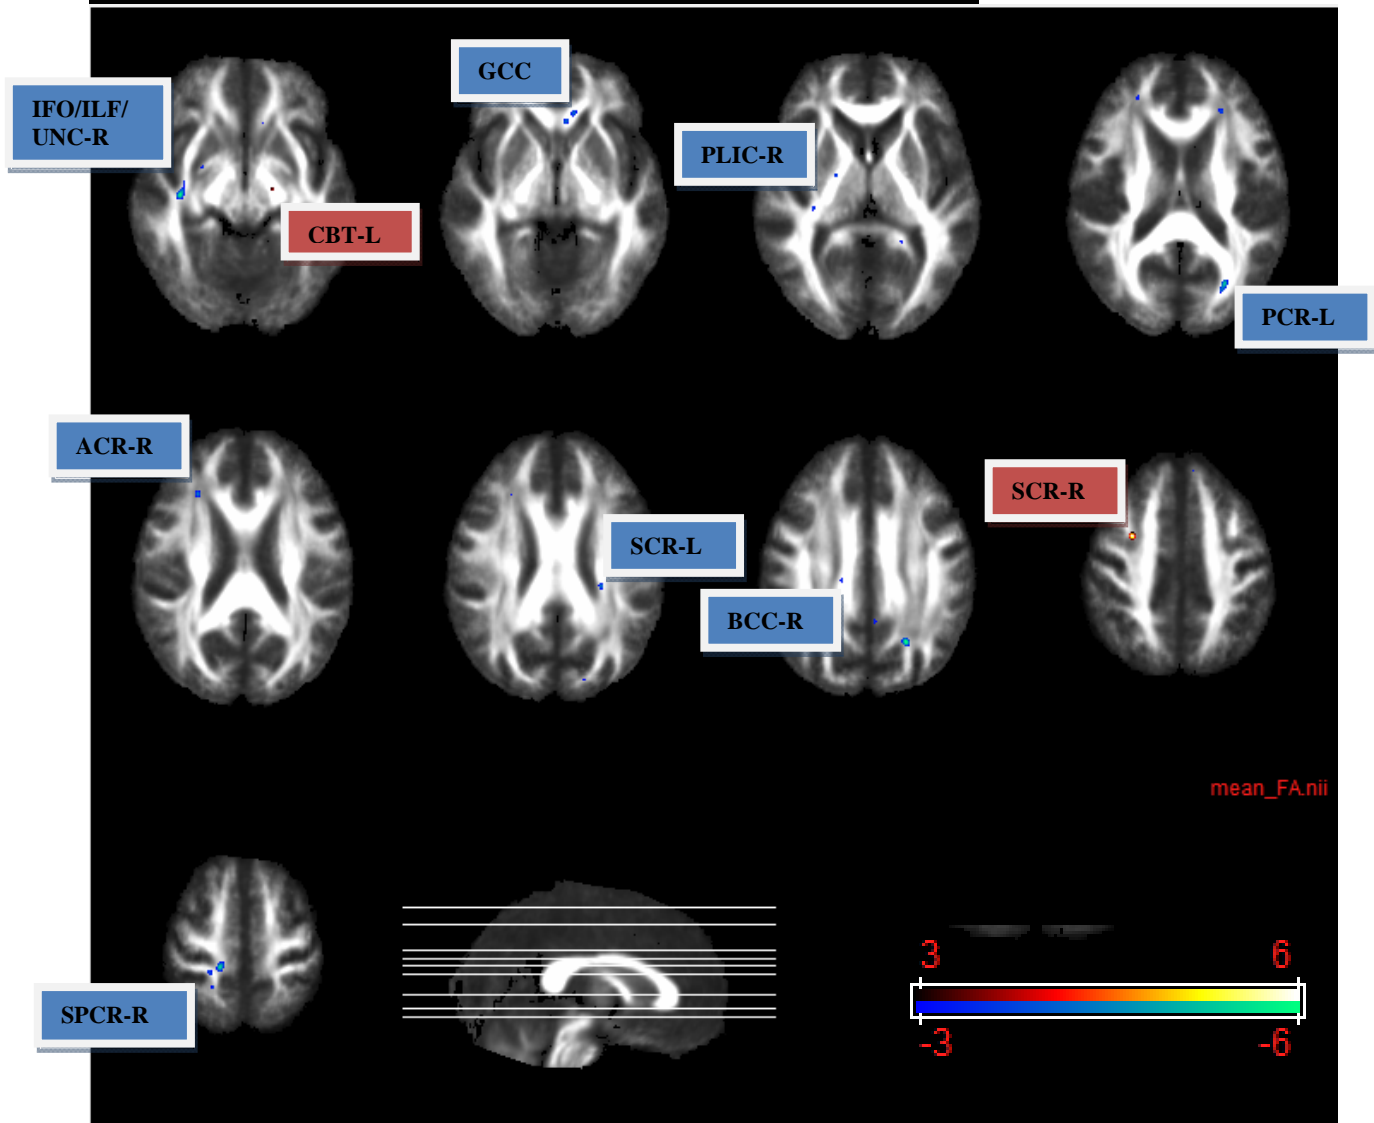 GCC
IFO/ILF/
UNC-R
PLIC-R
CBT-L
PCR-L
ACR-R
SCR-L
SCR-R
BCC-R
mean_FA.nii
SPCR-R
3 6
-3 -6